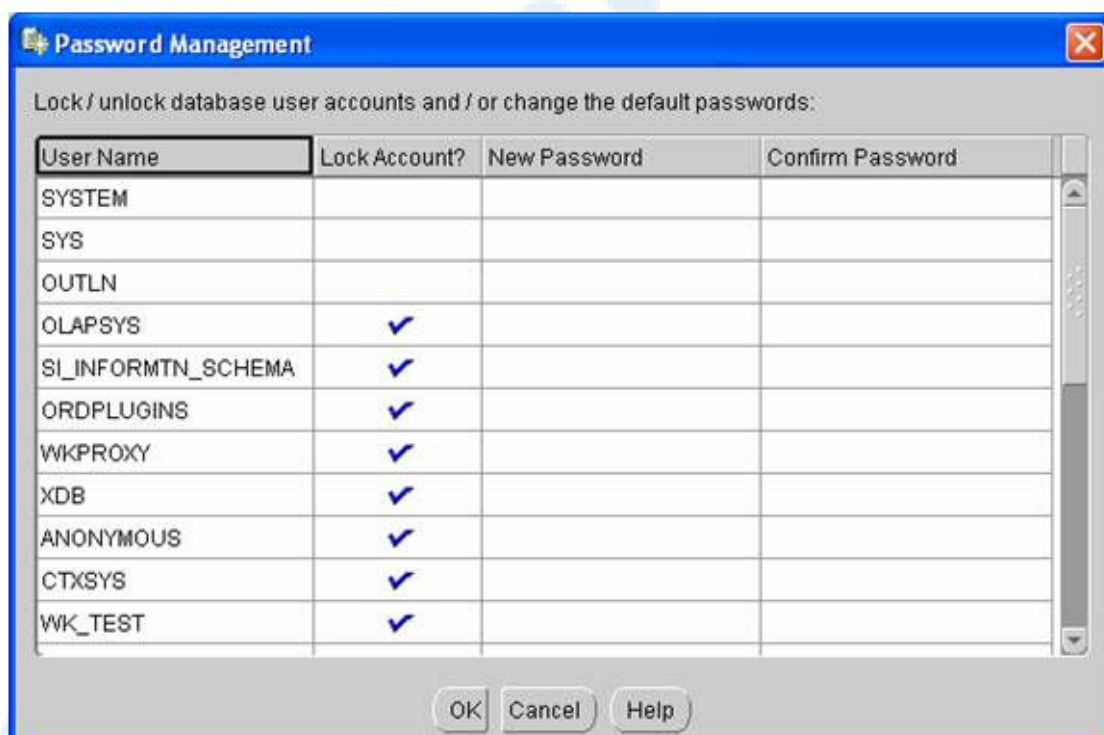 Password Management
Lock / unlock database user accounts and / or change the default passwords:
User Name Lock Account? New Password Confirm Password
SYSTEM
SYS
OUTLN
OLAPSYS
SI_INFORMTN_SCHEMA
ORDPLUGINS
WKPROXY
XDB
ANONYMOUS
CTXSYS
WK_TEST
OK Cancel Help